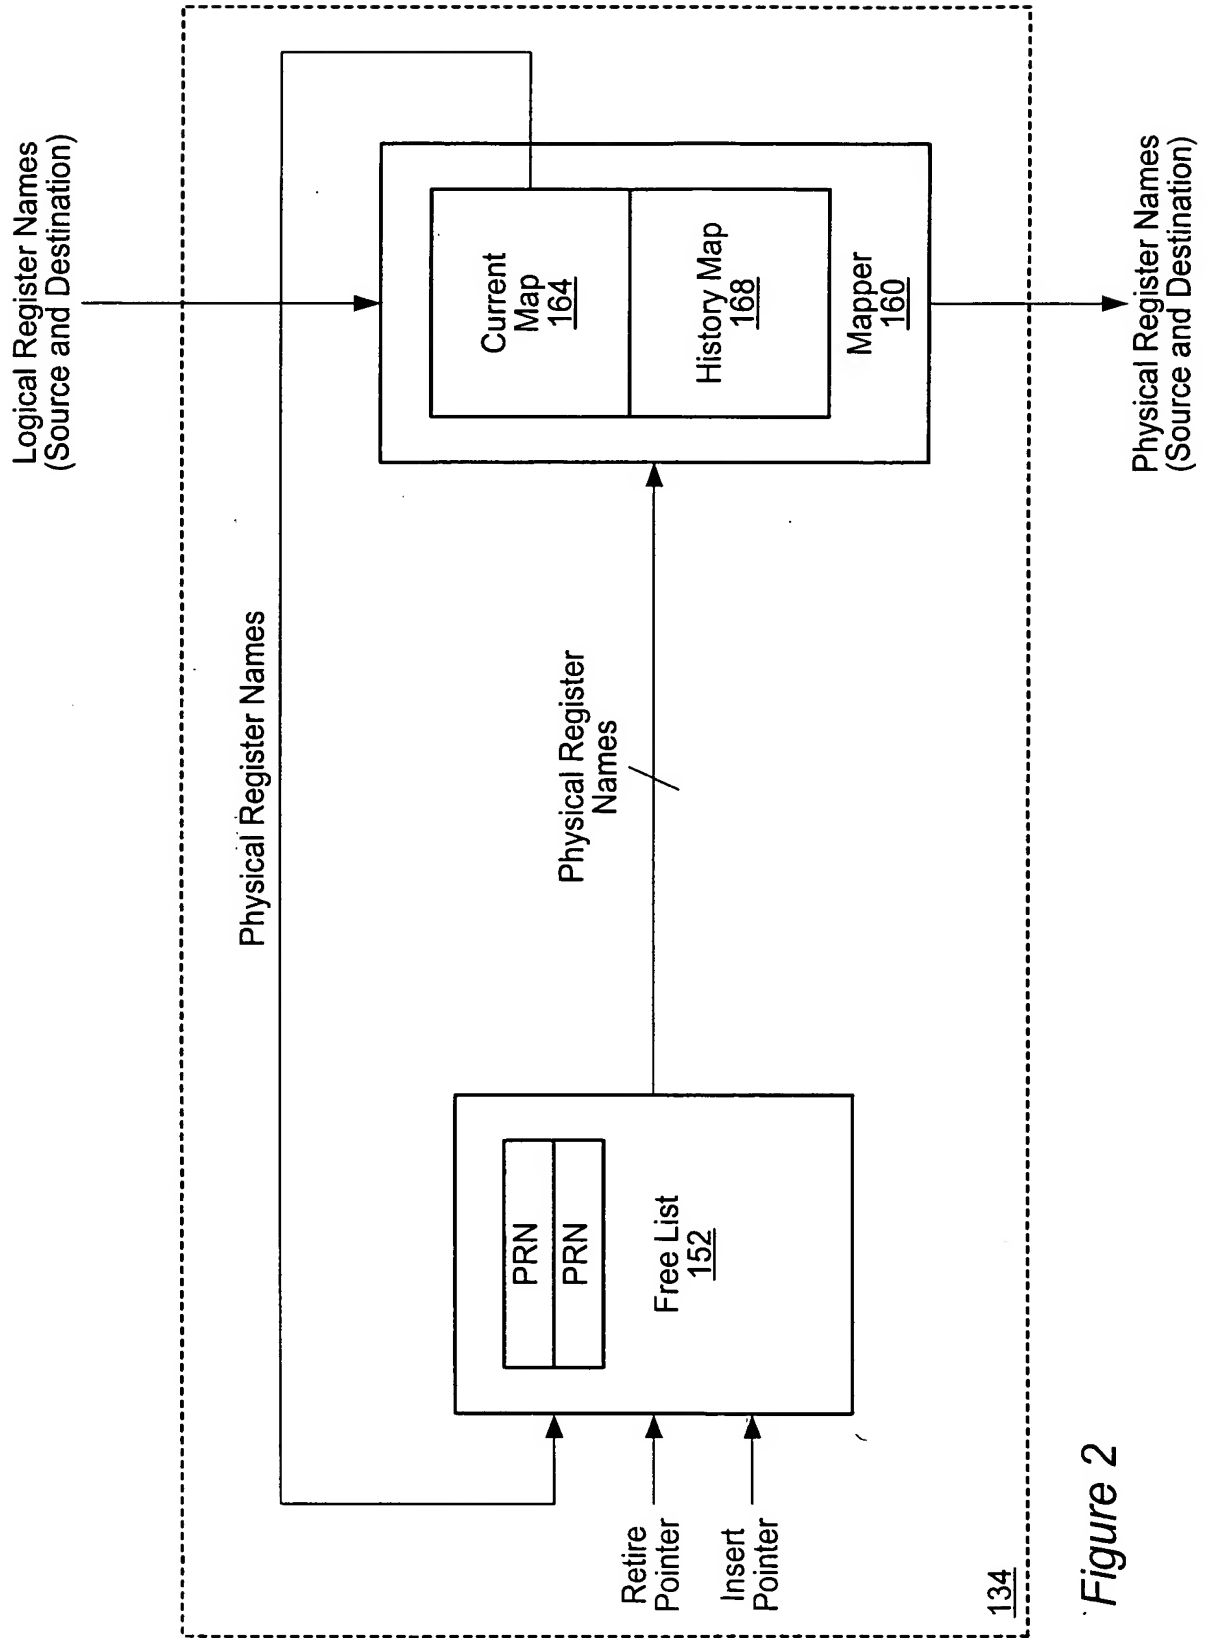 Logical Register Names
(Source and Destination)
Physical Register Names
Current
Map
164
History Map
168
Mapper
160
Physical Register
Names
PRN
PRN
Free List
152
Retire
Pointer
Insert
Pointer
Physical Register Names
(Source and Destination)
134
Figure 2